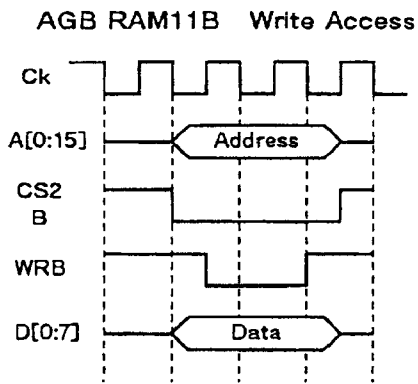 AGB RAM11B Write Access
Ck
A[0:15]
Address
CS2
B
WRB
D[0:7]
Data